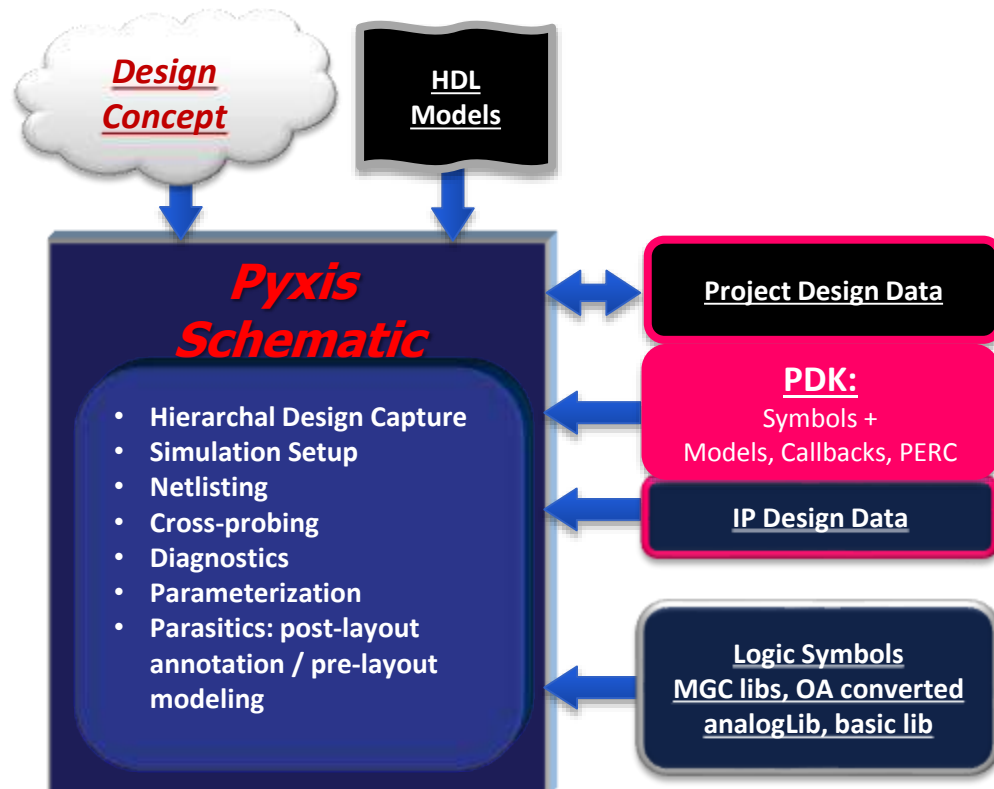 Design
Concept
HDL
Models
Pyxis
Schematic
• Hierarchal Design Capture
• Simulation Setup
• Netlisting
• Cross-probing
• Diagnostics
• Parameterization
• Parasitics: post-layout
annotation / pre-layout
modeling
Project Design Data
PDK:
Symbols +
Models, Callbacks, PERC
IP Design Data
Logic Symbols
MGC libs, OA converted
analogLib, basic lib